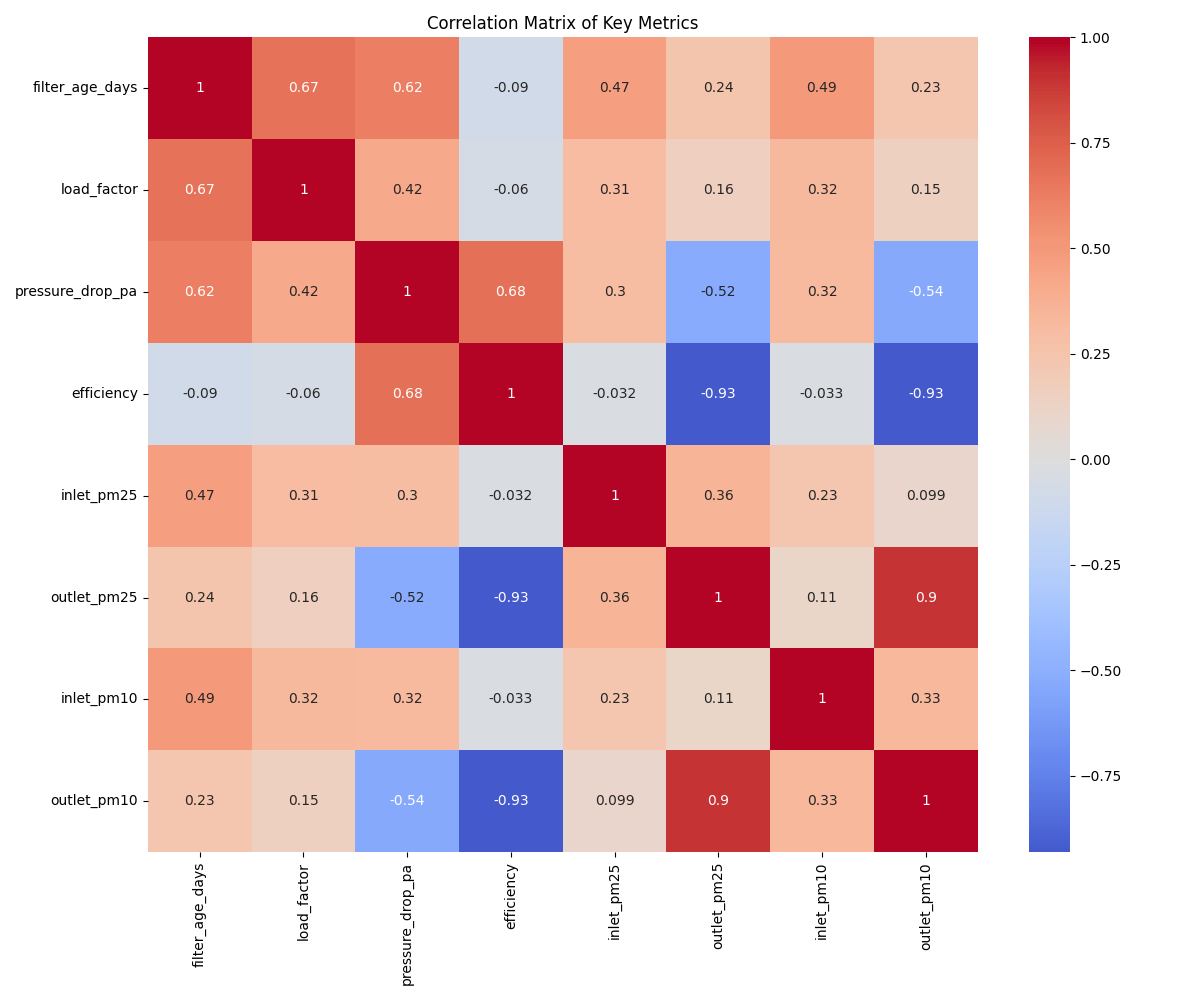 Correlation Matrix of Key Metrics
filter_age_days 1 0.67 0.62 -0.09 0.47 0.24 0.49 0.23
load_factor 0.67 1 0.42 -0.06 0.31 0.16 0.32 0.15
pressure_drop_pa 0.62 0.42 1 0.68 0.3 -0.52 0.32 -0.54
efficiency -0.09 -0.06 0.68 1 -0.032 -0.93 -0.033 -0.93
inlet_pm25 0.47 0.31 0.3 -0.032 1 0.36 0.23 0.099
outlet_pm25 0.24 0.16 -0.52 -0.93 0.36 1 0.11 0.9
inlet_pm10 0.49 0.32 0.32 -0.033 0.23 0.11 1 0.33
outlet_pm10 0.23 0.15 -0.54 -0.93 0.099 0.9 0.33 1
filter_age_days
load_factor
pressure_drop_pa
efficiency
inlet_pm25
outlet_pm25
inlet_pm10
outlet_pm10
1.00
0.75
0.50
0.25
0.00
−0.25
−0.50
−0.75